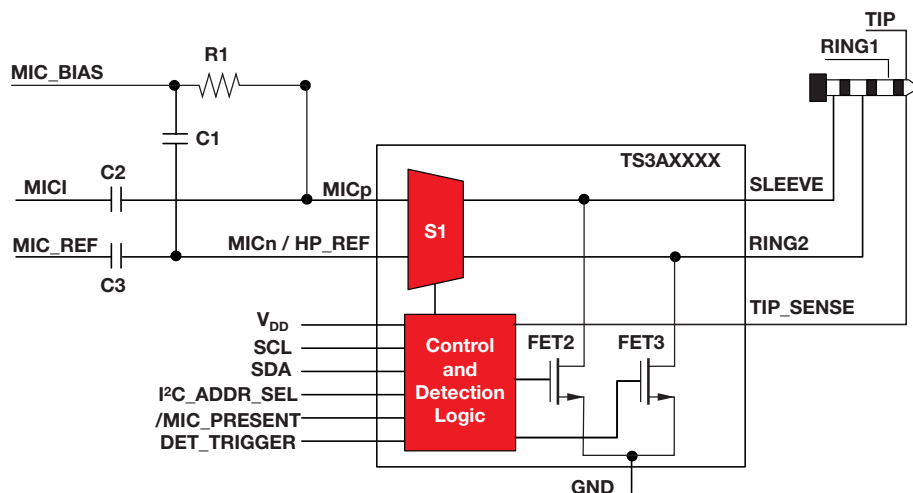 TIP
RING1
R1
MIC_BIAS
C1
TS3AXXXX
C2
MICI
MICp
SLEEVE
S1
MIC_REF
MICn / HP_REF
RING2
C3
TIP_SENSE
V_DD
SCL
SDA
I²C_ADDR_SEL
/MIC_PRESENT
DET_TRIGGER
Control
and
Detection
Logic
FET2
FET3
GND